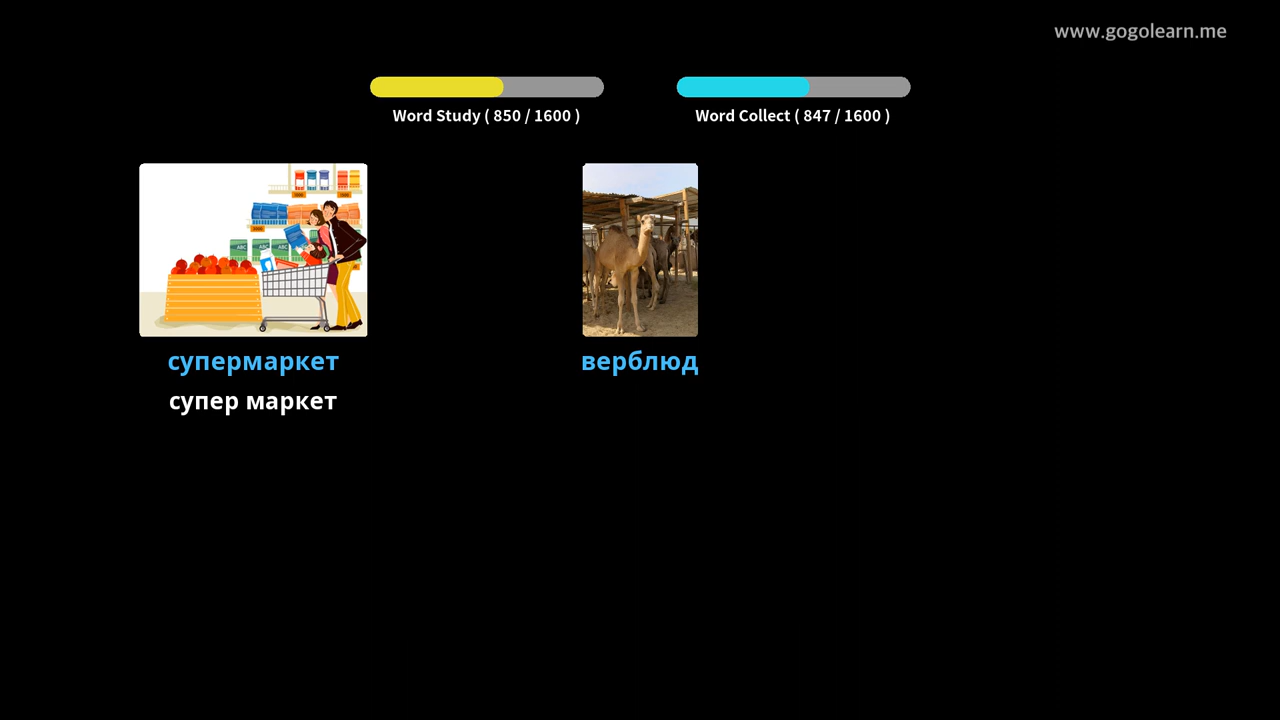 www.gogolearn.me
Word Study ( 850 / 1600 )
Word Collect ( 847 / 1600 )
супермаркет
верблюд
супер маркет